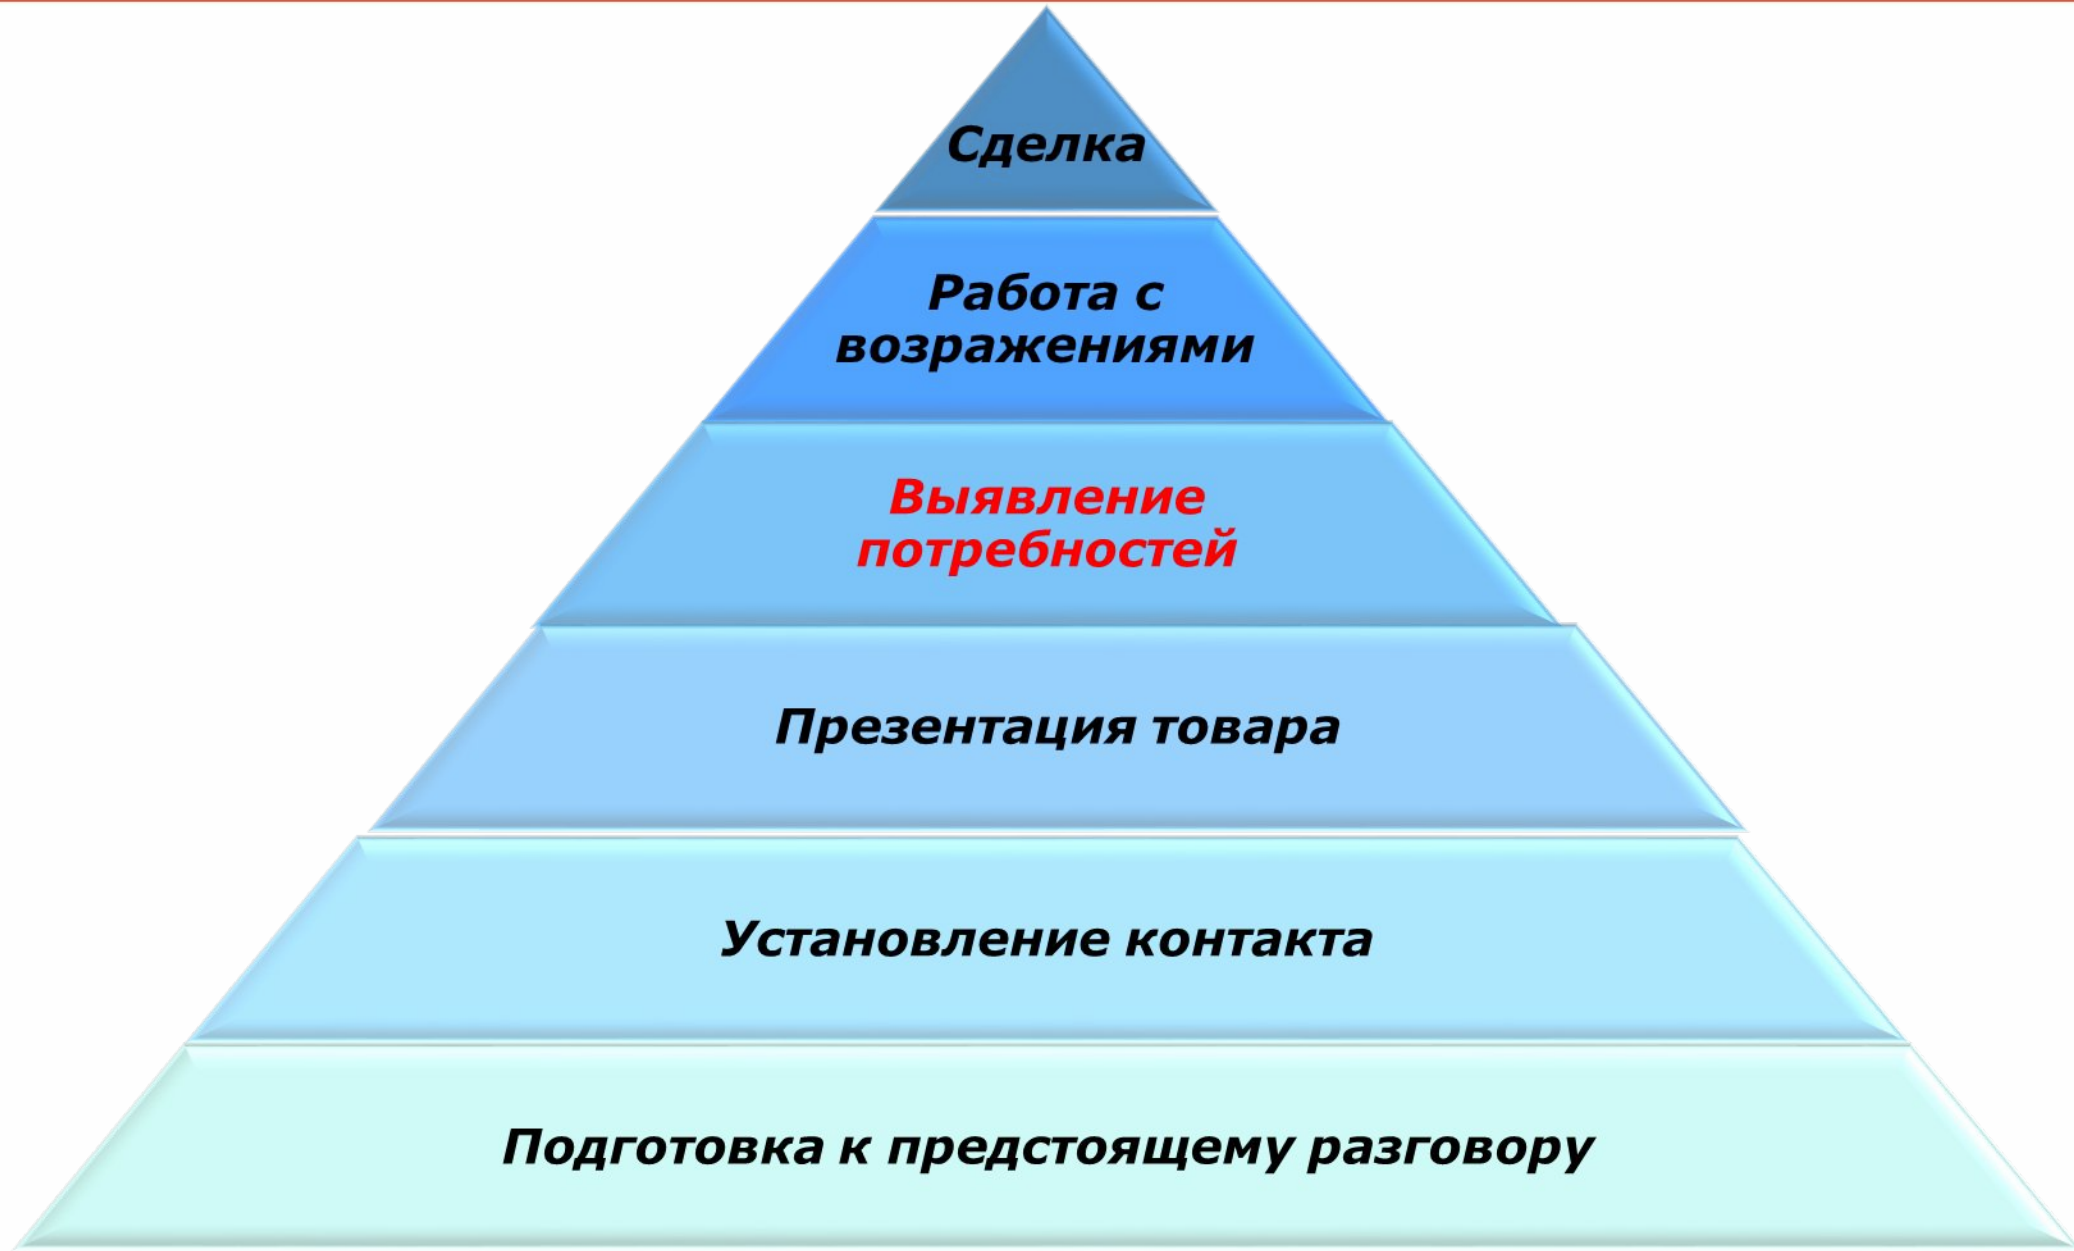 Сделка
Работа с
возражениями
Выявление
потребностей
Презентация товара
Установление контакта
Подготовка к предстоящему разговору